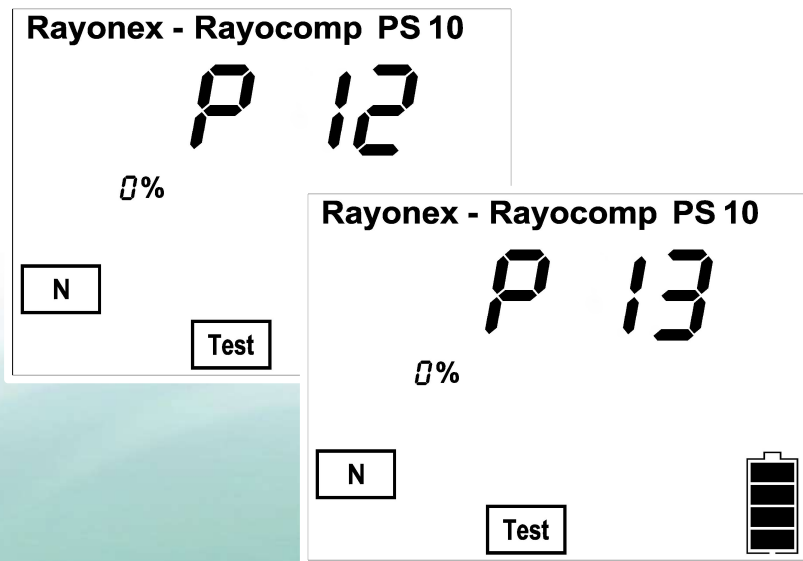 Rayonex - Rayocomp PS 10
P 12
0%
N
Test
Rayonex - Rayocomp PS 10
P 13
0%
N
Test